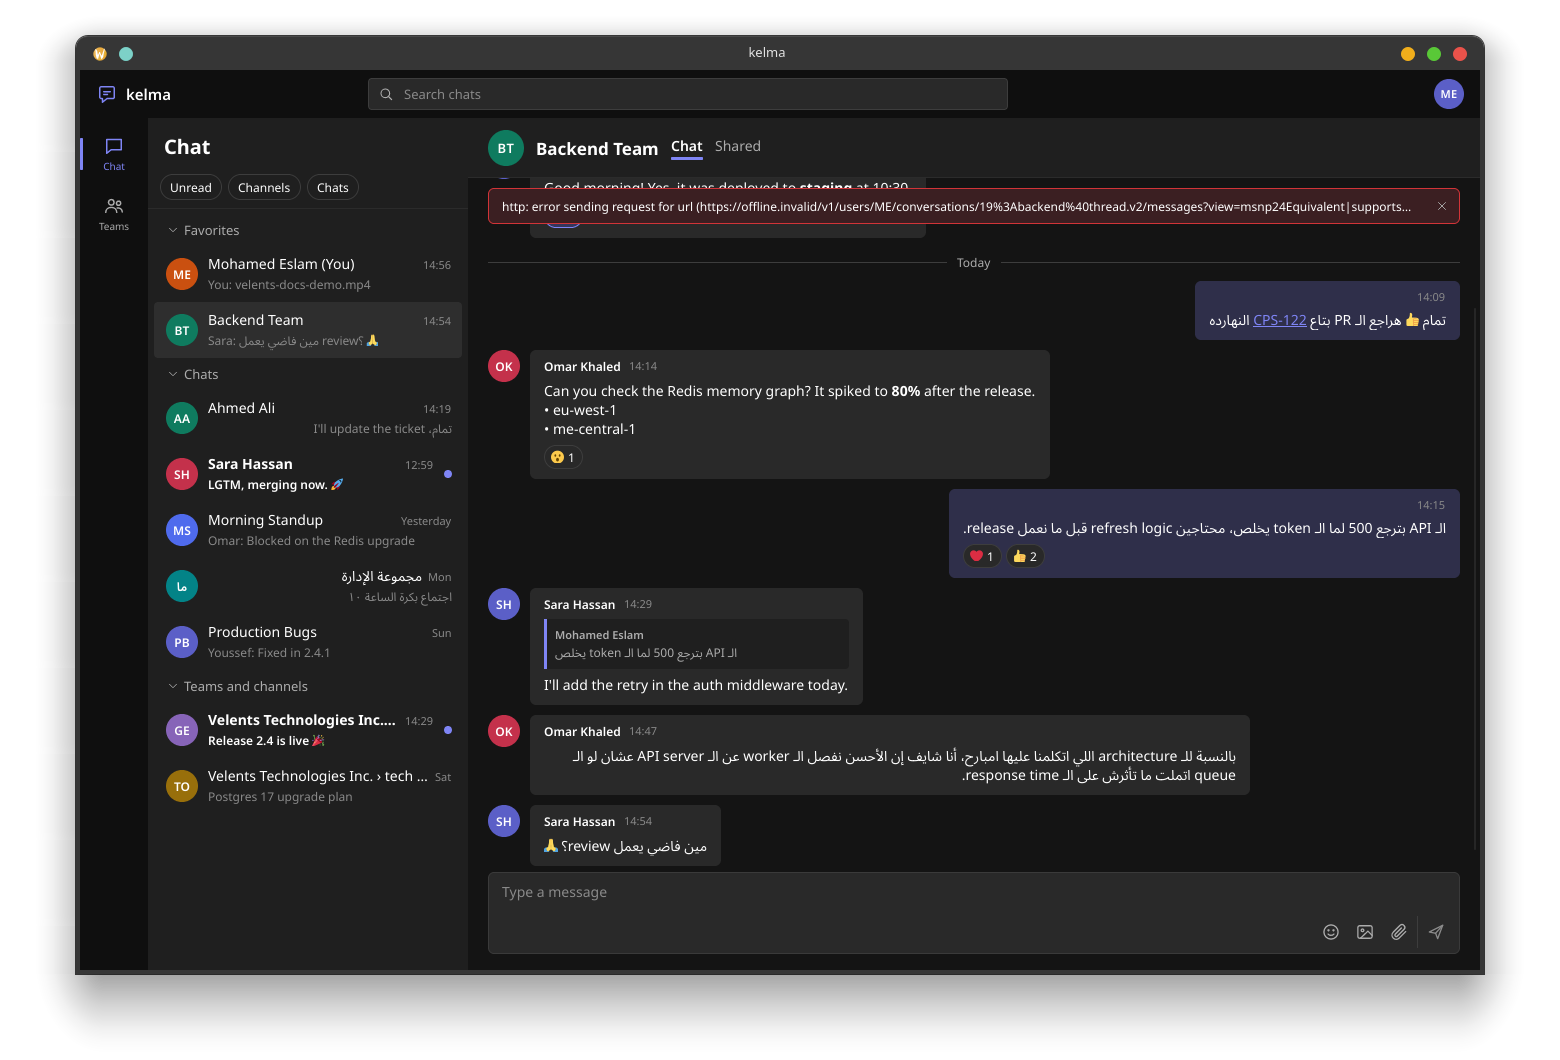 kelma
kelma
Search chats
ME
Chat
Teams
Chat
Unread
Channels
Chats
Favorites
ME
Mohamed Eslam (You)
14:56
You: velents-docs-demo.mp4
BT
Backend Team
14:54
Sara: مين فاضي يعمل review؟🙏
Chats
AA
Ahmed Ali
14:19
تمام، I'll update the ticket
SH
Sara Hassan
12:59
LGTM, merging now. 🚀
MS
Morning Standup
Yesterday
Omar: Blocked on the Redis upgrade
ما
مجموعة الإدارة
Mon
اجتماع بكرة الساعة ١٠
PB
Production Bugs
Sun
Youssef: Fixed in 2.4.1
Teams and channels
GE
Velents Technologies Inc....
14:29
Release 2.4 is live 🎉
TO
Velents Technologies Inc. › tech ...
Sat
Postgres 17 upgrade plan
BT
Backend Team
Chat
Shared
Good morning! Yes, it was deployed to staging at 10:30.
http: error sending request for url (https://offline.invalid/v1/users/ME/conversations/19%3Abackend%40thread.v2/messages?view=msnp24Equivalent|supports...
Today
14:09
تمام 👍 هراجع الـ PR بتاع CPS-122 النهارده
OK
Omar Khaled 14:14
Can you check the Redis memory graph? It spiked to 80% after the release.
• eu-west-1
• me-central-1
😮 1
14:15
الـ API بترجع 500 لما الـ token يخلص، محتاجين refresh logic قبل ما نعمل release.
❤️ 1 👍 2
SH
Sara Hassan 14:29
Mohamed Eslam
الـ API بترجع 500 لما الـ token يخلص
I'll add the retry in the auth middleware today.
OK
Omar Khaled 14:47
بالنسبة للـ architecture اللي اتكلمنا عليها امبارح، أنا شايف إن الأحسن نفصل الـ worker عن الـ API server عشان لو الـ
queue اتملت ما تأثرش على الـ response time.
SH
Sara Hassan 14:54
مين فاضي يعمل review؟🙏
Type a message